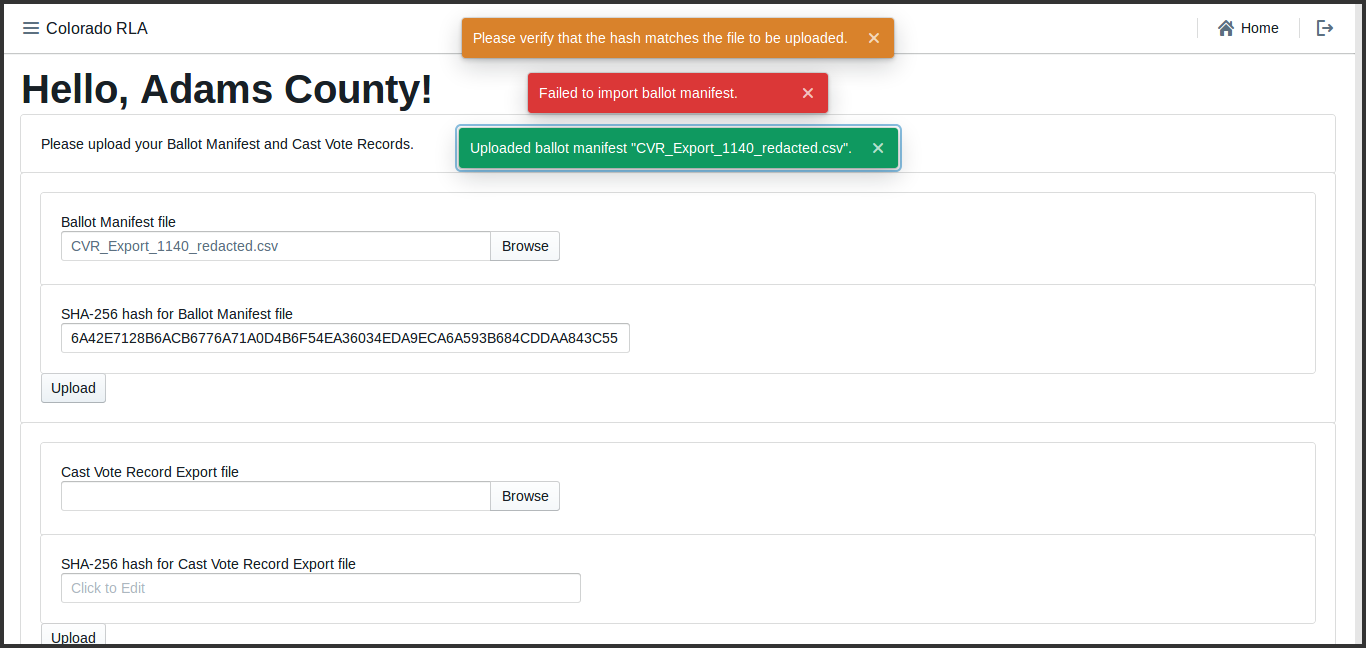 Colorado RLA
Home
Please verify that the hash matches the file to be uploaded.
Failed to import ballot manifest.
Uploaded ballot manifest "CVR_Export_1140_redacted.csv".
Hello, Adams County!
Please upload your Ballot Manifest and Cast Vote Records.
Ballot Manifest file
CVR_Export_1140_redacted.csv
Browse
SHA-256 hash for Ballot Manifest file
6A42E7128B6ACB6776A71A0D4B6F54EA36034EDA9ECA6A593B684CDDAA843C55
Upload
Cast Vote Record Export file
Browse
SHA-256 hash for Cast Vote Record Export file
Click to Edit
Upload